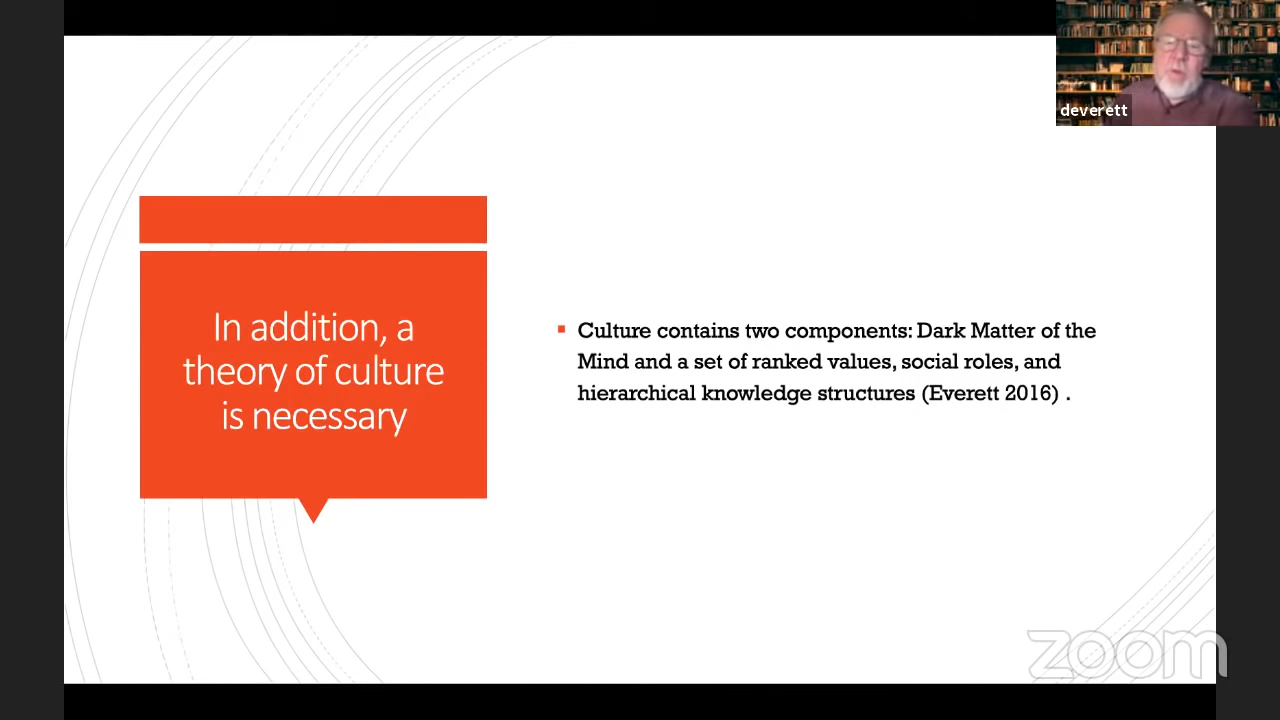 deverett
In addition, a
theory of culture
is necessary
▪ Culture contains two components: Dark Matter of the
Mind and a set of ranked values, social roles, and
hierarchical knowledge structures (Everett 2016) .
zoom